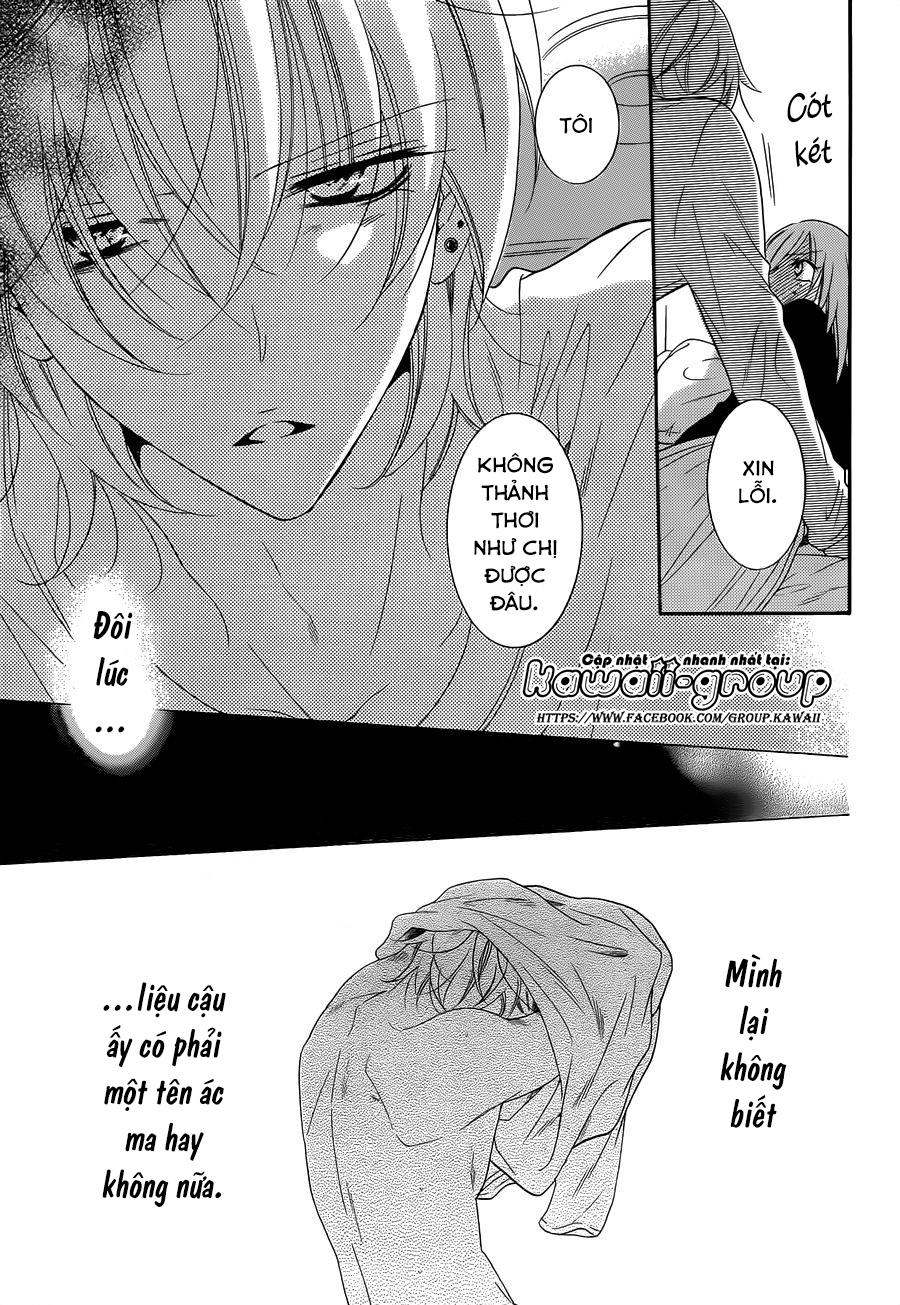 Cót
két
XIN
LỖI.
TÔI
KHÔNG
THẢNH
THƠI
NHƯ CHỊ
ĐƯỢC
ĐÂU.
Cập nhật nhanh nhất tại:
kawaii-group
HTTPS://WWW.FACEBOOK.COM/GROUP.KAWAII
Đôi
lúc
...
Mình
lại
không
biết
...liệu cậu
ấy có phải
một tên ác
ma hay
không nữa.